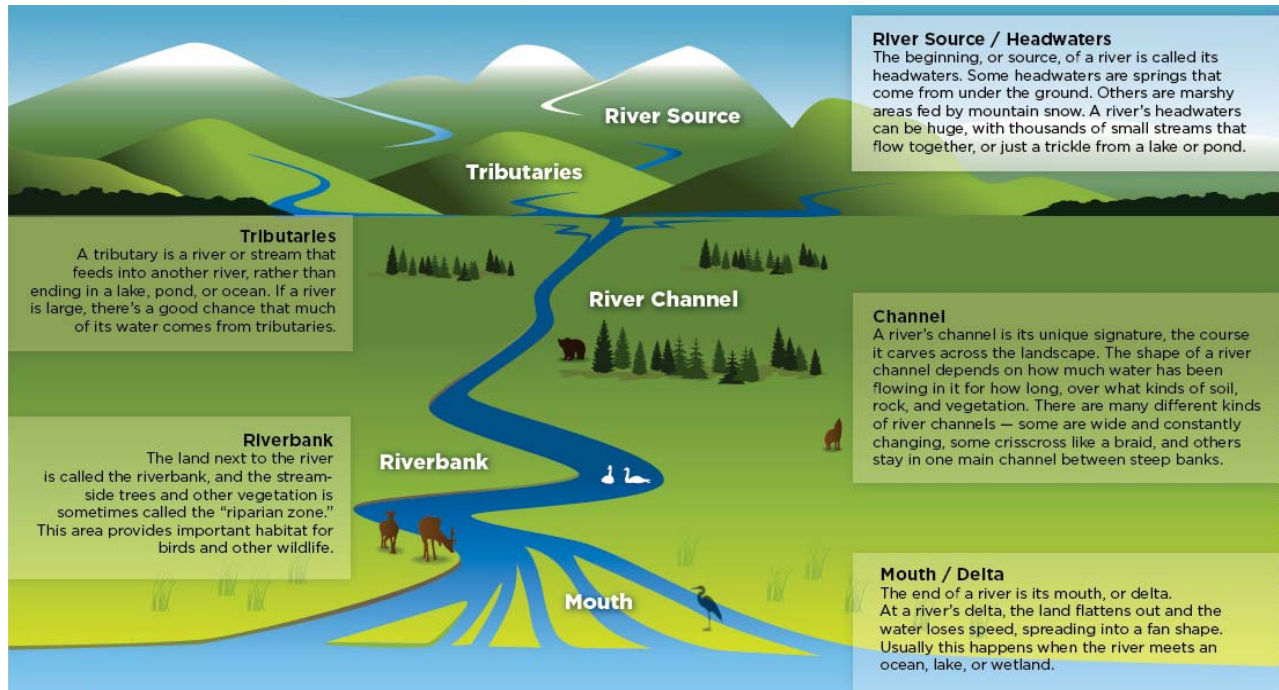 River Source / Headwaters
The beginning, or source, of a river is called its
headwaters. Some headwaters are springs that
come from under the ground. Others are marshy
areas fed by mountain snow. A river's headwaters
can be huge, with thousands of small streams that
flow together, or just a trickle from a lake or pond.
River Source
Tributaries
Tributaries
A tributary is a river or stream that
feeds into another river, rather than
ending in a lake, pond, or ocean. If a river
is large, there's a good chance that much
of its water comes from tributaries.
River Channel
Channel
A river's channel is its unique signature, the course
it carves across the landscape. The shape of a river
channel depends on how much water has been
flowing in it for how long, over what kinds of soil,
rock, and vegetation. There are many different kinds
of river channels — some are wide and constantly
changing, some crisscross like a braid, and others
stay in one main channel between steep banks.
Riverbank
The land next to the river
is called the riverbank, and the stream-
side trees and other vegetation is
sometimes called the “riparian zone.”
This area provides important habitat for
birds and other wildlife.
Riverbank
Mouth
Mouth / Delta
The end of a river is its mouth, or delta.
At a river's delta, the land flattens out and the
water loses speed, spreading into a fan shape.
Usually this happens when the river meets an
ocean, lake, or wetland.